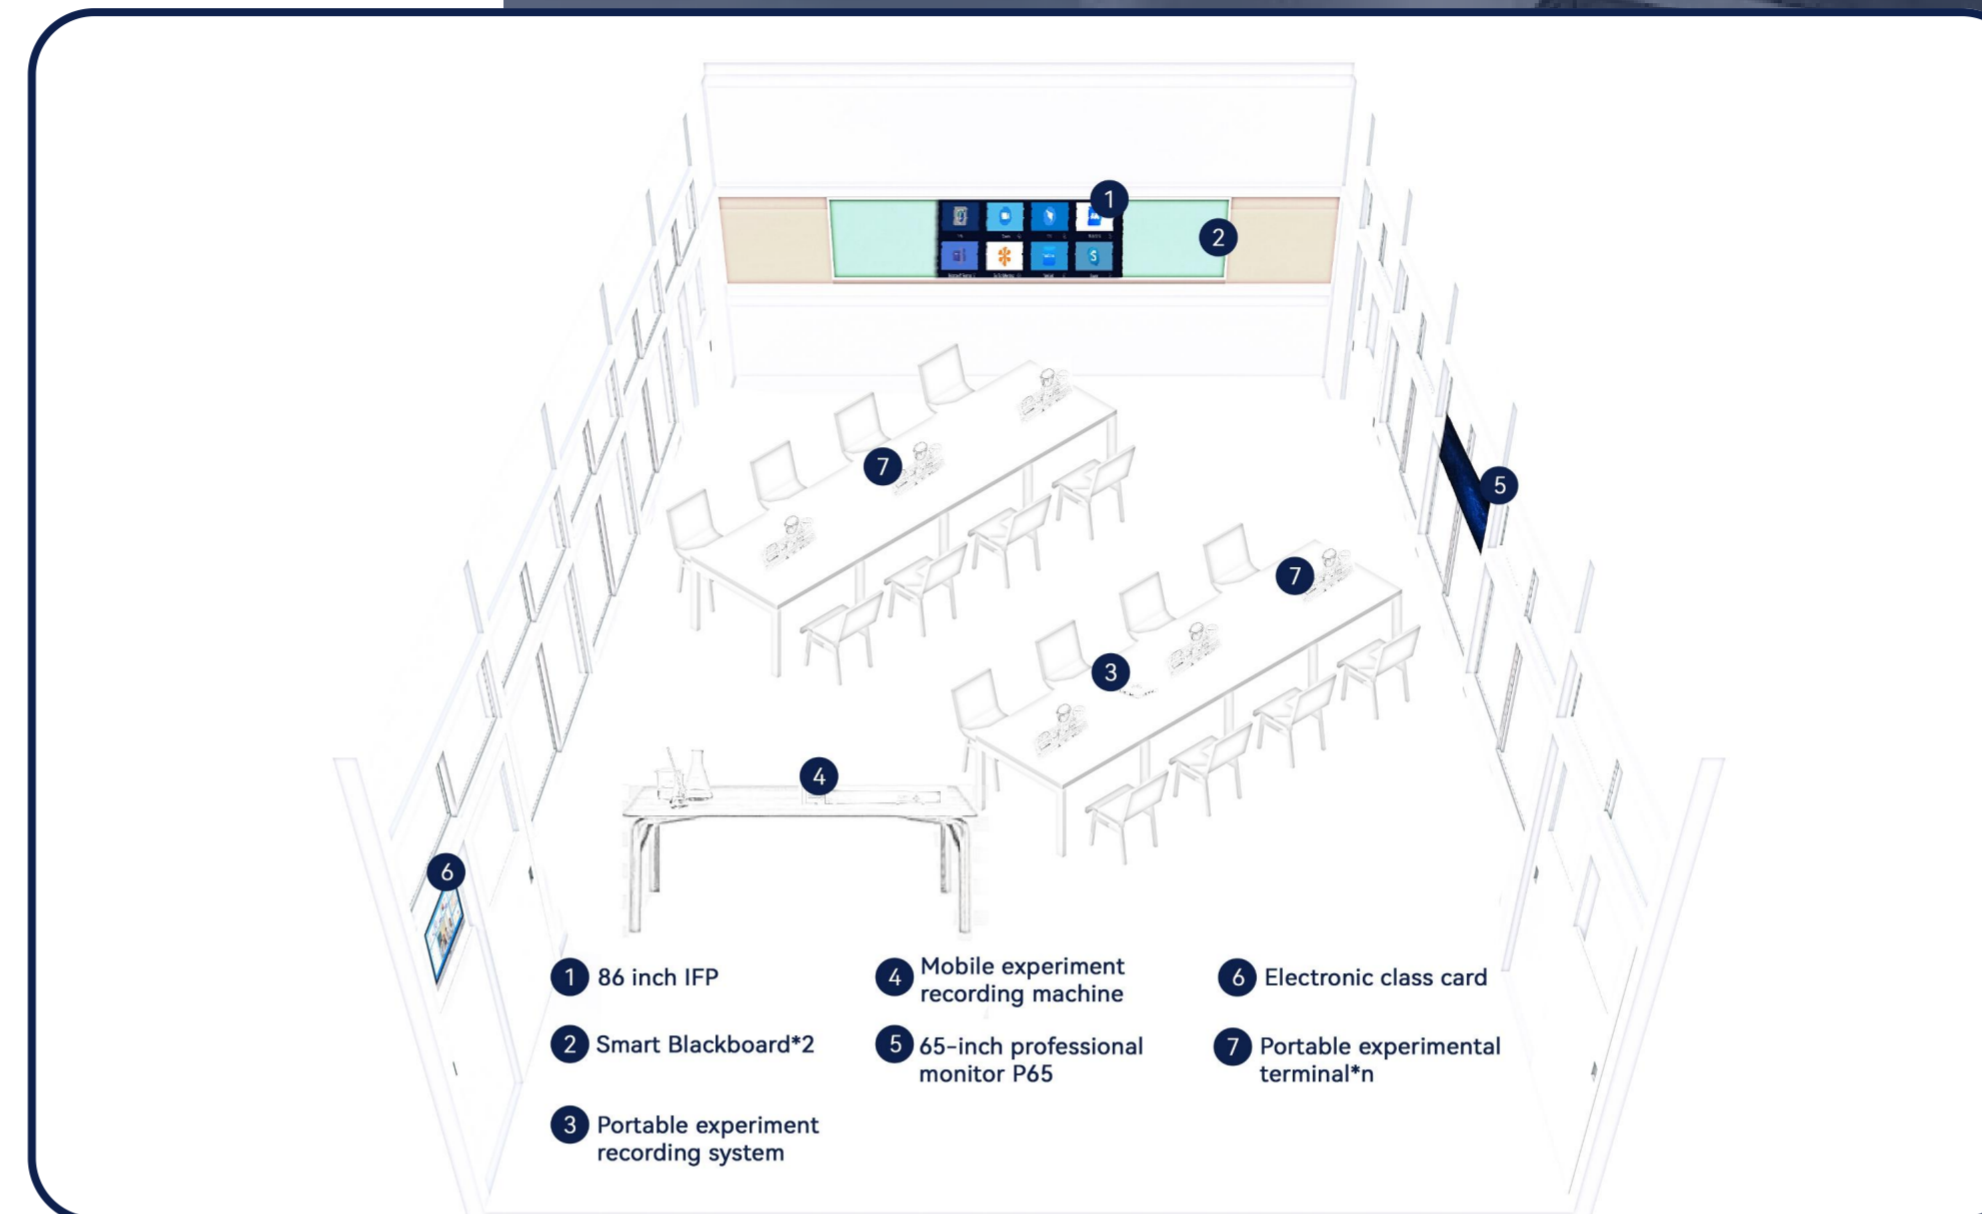 1
2
7
5
7
3
4
6
1 86 inch IFP
2 Smart Blackboard*2
3 Portable experiment
recording system
4 Mobile experiment
recording machine
5 65-inch professional
monitor P65
6 Electronic class card
7 Portable experimental
terminal*n